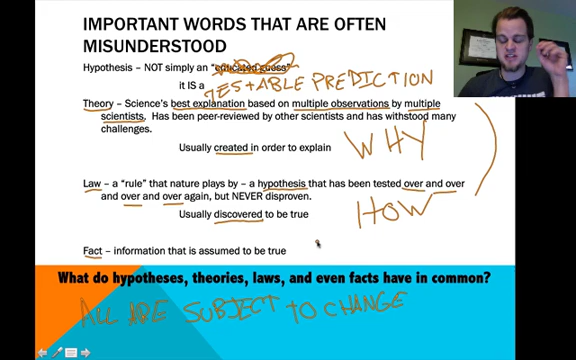 IMPORTANT WORDS THAT ARE OFTEN
MISUNDERSTOOD
Hypothesis – NOT simply an "educated guess"
it IS a
TESTABLE PREDICTION
Theory – Science's best explanation based on multiple observations by multiple
scientists. Has been peer-reviewed by other scientists and has withstood many
challenges.
Usually created in order to explain WHY
Law – a "rule" that nature plays by – a hypothesis that has been tested over and over
and over and over again, but NEVER disproven.
Usually discovered to be true HOW
Fact – information that is assumed to be true
What do hypotheses, theories, laws, and even facts have in common?
ALL ARE SUBJECT TO CHANGE